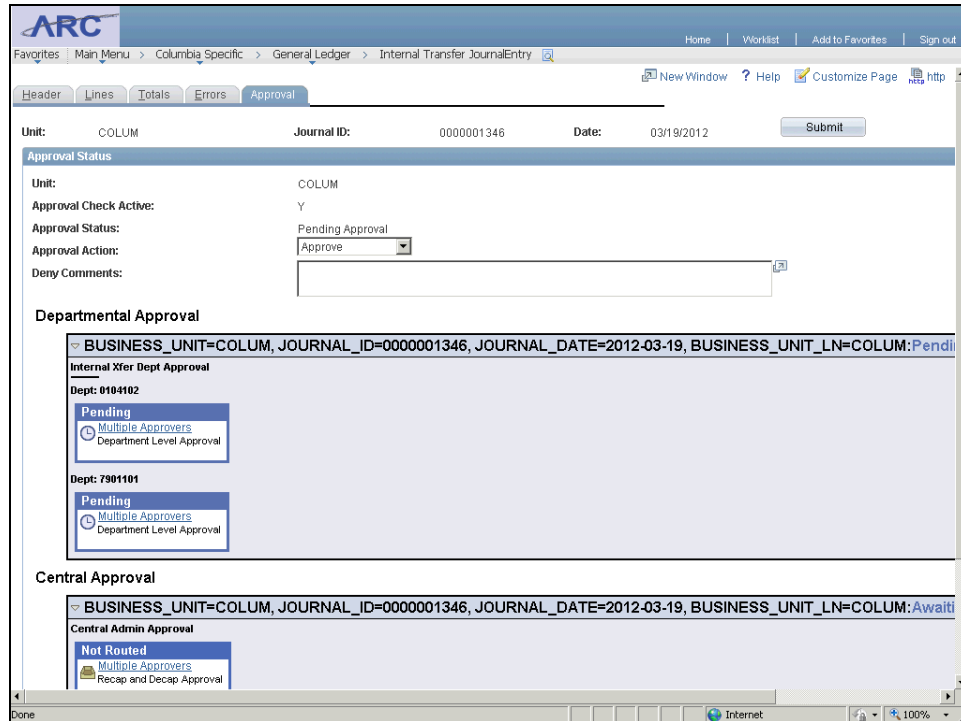 ARC
Home | Worklist | Add to Favorites | Sign out
Favorites Main Menu > Columbia Specific > General Ledger > Internal Transfer JournalEntry
New Window ? Help Customize Page http
Header Lines Totals Errors Approval
Unit: COLUM Journal ID: 0000001346 Date: 03/19/2012 Submit
Approval Status
Unit: COLUM
Approval Check Active: Y
Approval Status: Pending Approval
Approval Action: Approve
Deny Comments:
Departmental Approval
BUSINESS_UNIT=COLUM, JOURNAL_ID=0000001346, JOURNAL_DATE=2012-03-19, BUSINESS_UNIT_LN=COLUM:Pendi
Internal Xfer Dept Approval
Dept: 0104102
Pending
Multiple Approvers
Department Level Approval
Dept: 7901101
Pending
Multiple Approvers
Department Level Approval
Central Approval
BUSINESS_UNIT=COLUM, JOURNAL_ID=0000001346, JOURNAL_DATE=2012-03-19, BUSINESS_UNIT_LN=COLUM:Awaiti
Central Admin Approval
Not Routed
Multiple Approvers
Recap and Decap Approval
Done Internet 100%